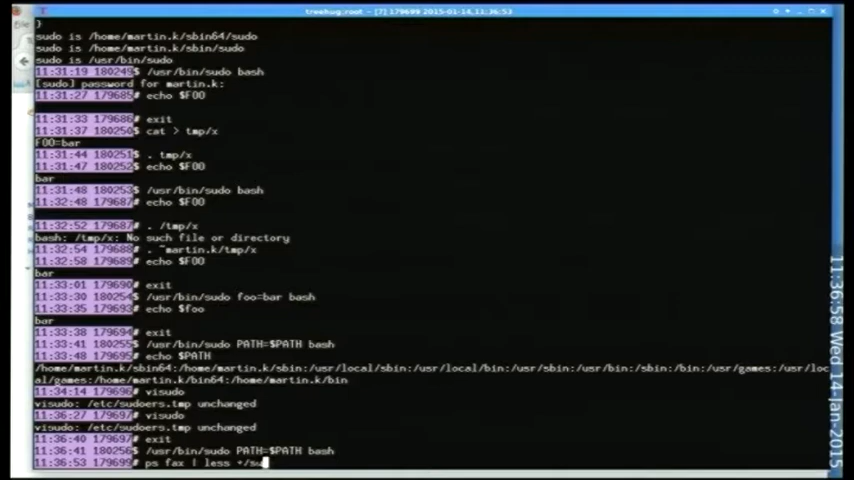 treehug:root - [7] 179699 2015-01-14,11:36:53
}
sudo is /home/martin.k/sbin64/sudo
sudo is /home/martin.k/sbin/sudo
sudo is /usr/bin/sudo
11:31:19 180249$ /usr/bin/sudo bash
[sudo] password for martin.k:
11:31:27 179685# echo $FOO
11:31:33 179686# exit
11:31:37 180250$ cat > tmp/x
FOO=bar
11:31:44 180251$ . tmp/x
11:31:47 180252$ echo $FOO
bar
11:31:48 180253$ /usr/bin/sudo bash
11:32:48 179687# echo $FOO
11:32:52 179687# . /tmp/x
bash: /tmp/x: No such file or directory
11:32:54 179688# . ~martin.k/tmp/x
11:32:58 179689# echo $FOO
bar
11:33:01 179690# exit
11:33:30 180254$ /usr/bin/sudo foo=bar bash
11:33:35 179693# echo $foo
bar
11:33:38 179694# exit
11:33:41 180255$ /usr/bin/sudo PATH=$PATH bash
11:33:48 179695# echo $PATH
/home/martin.k/sbin64:/home/martin.k/sbin:/usr/local/sbin:/usr/local/bin:/usr/sbin:/usr/bin:/sbin:/bin:/usr/games:/usr/loc
al/games:/home/martin.k/bin64:/home/martin.k/bin
11:34:14 179696# visudo
visudo: /etc/sudoers.tmp unchanged
11:36:27 179697# visudo
visudo: /etc/sudoers.tmp unchanged
11:36:40 179697# exit
11:36:41 180256$ /usr/bin/sudo PATH=$PATH bash
11:36:53 179699# ps fax | less +/su
11:36:58 Wed 14-Jan-2015